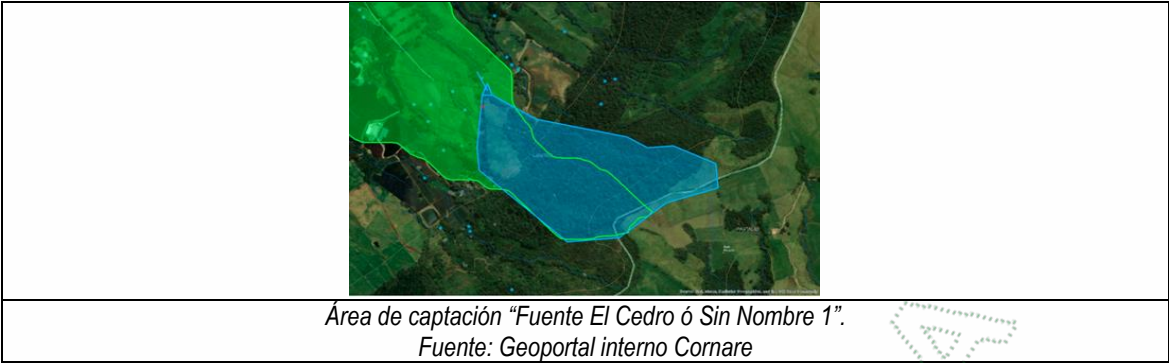 Área de captación “Fuente El Cedro ó Sin Nombre 1”.
Fuente: Geoportal interno Cornare